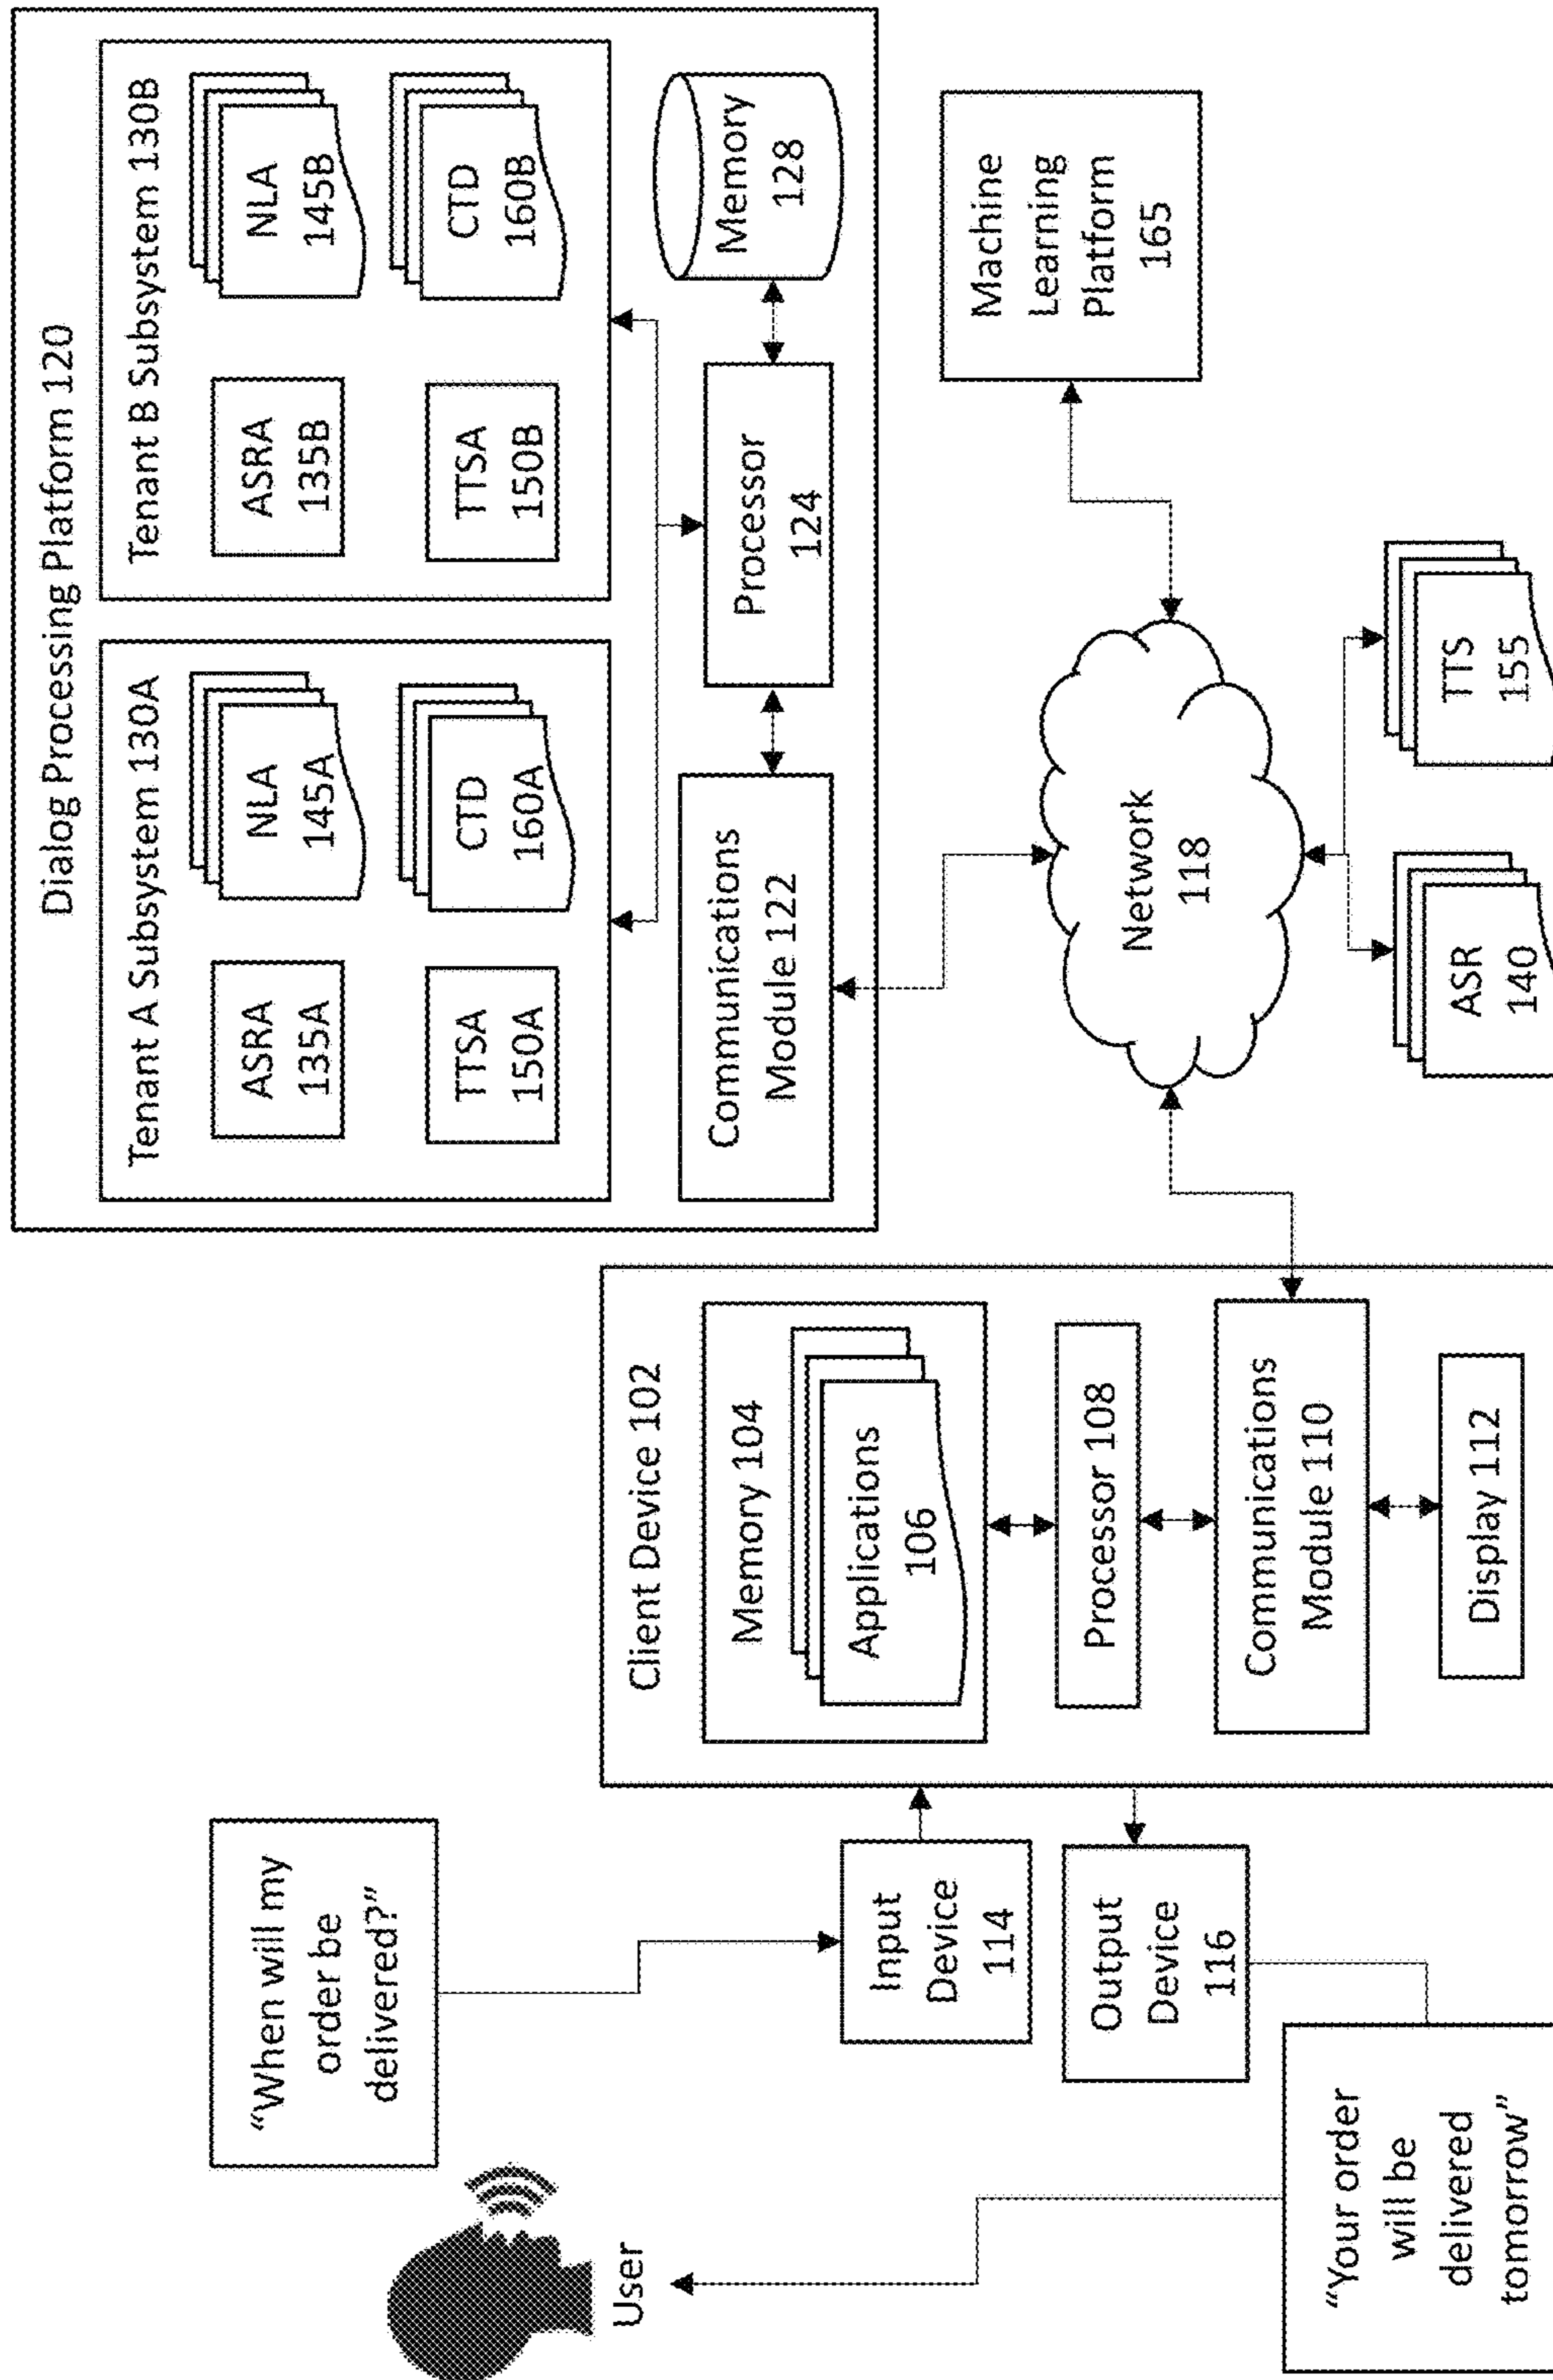 "When will my
order be
delivered?"
User
"Your order
will be
delivered
tomorrow"
Input
Device
114
Output
Device
116
Client Device 102
Memory 104
Applications
106
Processor 108
Communications
Module 110
Display 112
Dialog Processing Platform 120
Tenant A Subsystem 130A
ASRA
135A
NLA
145A
TTSA
150A
CTD
160A
Tenant B Subsystem 130B
ASRA
135B
NLA
145B
TTSA
150B
CTD
160B
Communications
Module 122
Processor
124
Memory
128
Network
118
Machine
Learning
Platform
165
ASR
140
TTS
155